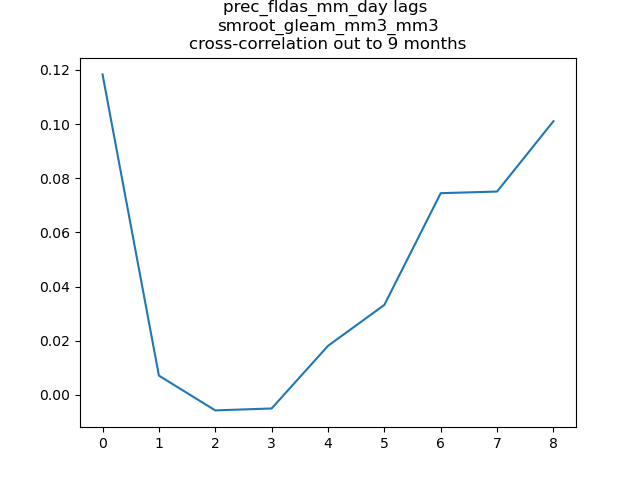 prec_fldas_mm_day lags
smroot_gleam_mm3_mm3
cross-correlation out to 9 months
0.12
0.10
0.08
0.06
0.04
0.02
0.00
0 1 2 3 4 5 6 7 8